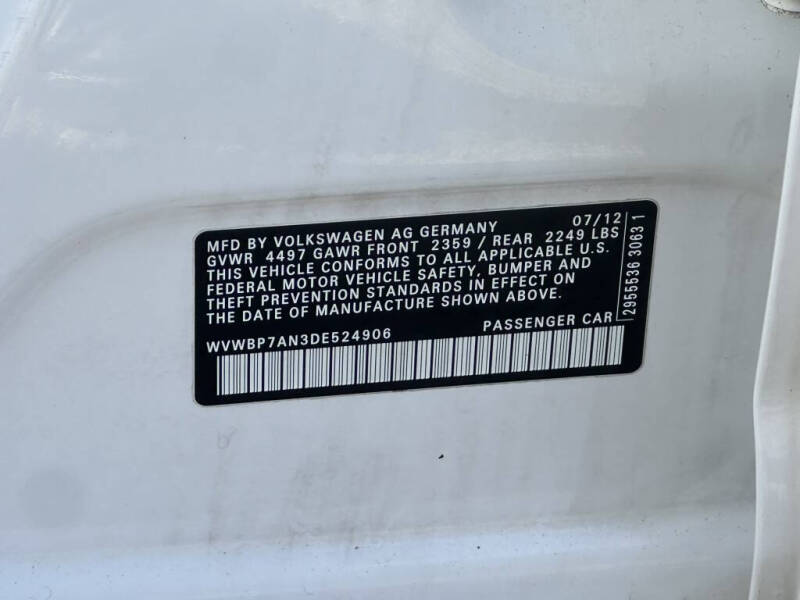 MFD BY VOLKSWAGEN AG GERMANY 07/12
GVWR 4497 GAWR FRONT 2359 / REAR 2249 LBS
THIS VEHICLE CONFORMS TO ALL APPLICABLE U.S.
FEDERAL MOTOR VEHICLE SAFETY, BUMPER AND
THEFT PREVENTION STANDARDS IN EFFECT ON
THE DATE OF MANUFACTURE SHOWN ABOVE.
WVWBP7AN3DE524906 PASSENGER CAR
2955536 30631